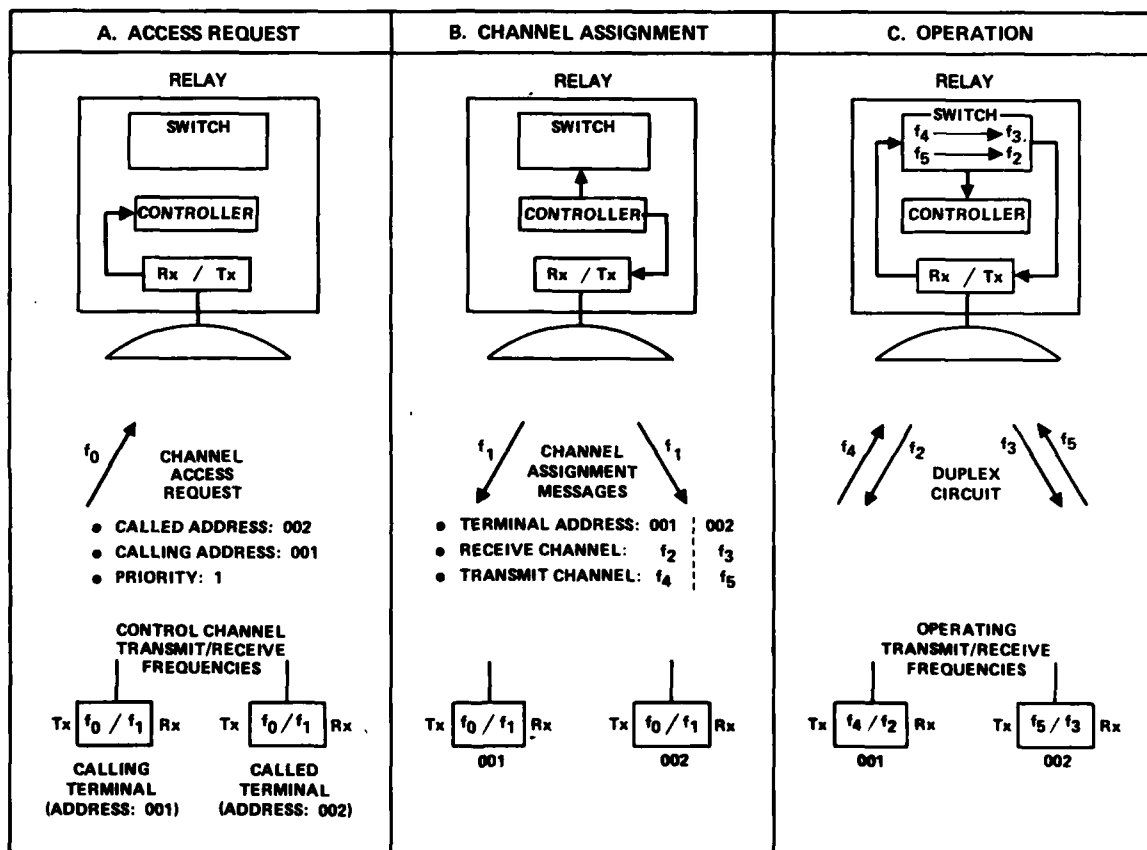 A. ACCESS REQUEST
RELAY
SWITCH
CONTROLLER
Rx / Tx
f0
CHANNEL
ACCESS
REQUEST
• CALLED ADDRESS: 002
• CALLING ADDRESS: 001
• PRIORITY: 1
CONTROL CHANNEL
TRANSMIT/RECEIVE
FREQUENCIES
Tx f0 / f1 Rx
Tx f0 / f1 Rx
CALLING
TERMINAL
(ADDRESS: 001)
CALLED
TERMINAL
(ADDRESS: 002)
B. CHANNEL ASSIGNMENT
RELAY
SWITCH
CONTROLLER
Rx / Tx
f1
f1
CHANNEL
ASSIGNMENT
MESSAGES
• TERMINAL ADDRESS: 001 002
• RECEIVE CHANNEL: f2 f3
• TRANSMIT CHANNEL: f4 f5
Tx f0 / f1 Rx
Tx f0 / f1 Rx
001
002
C. OPERATION
RELAY
SWITCH
f4 f3
f5 f2
CONTROLLER
Rx / Tx
f4
f2
f3
f5
DUPLEX
CIRCUIT
OPERATING
TRANSMIT/RECEIVE
FREQUENCIES
Tx f4 / f2 Rx
Tx f5 / f3 Rx
001
002